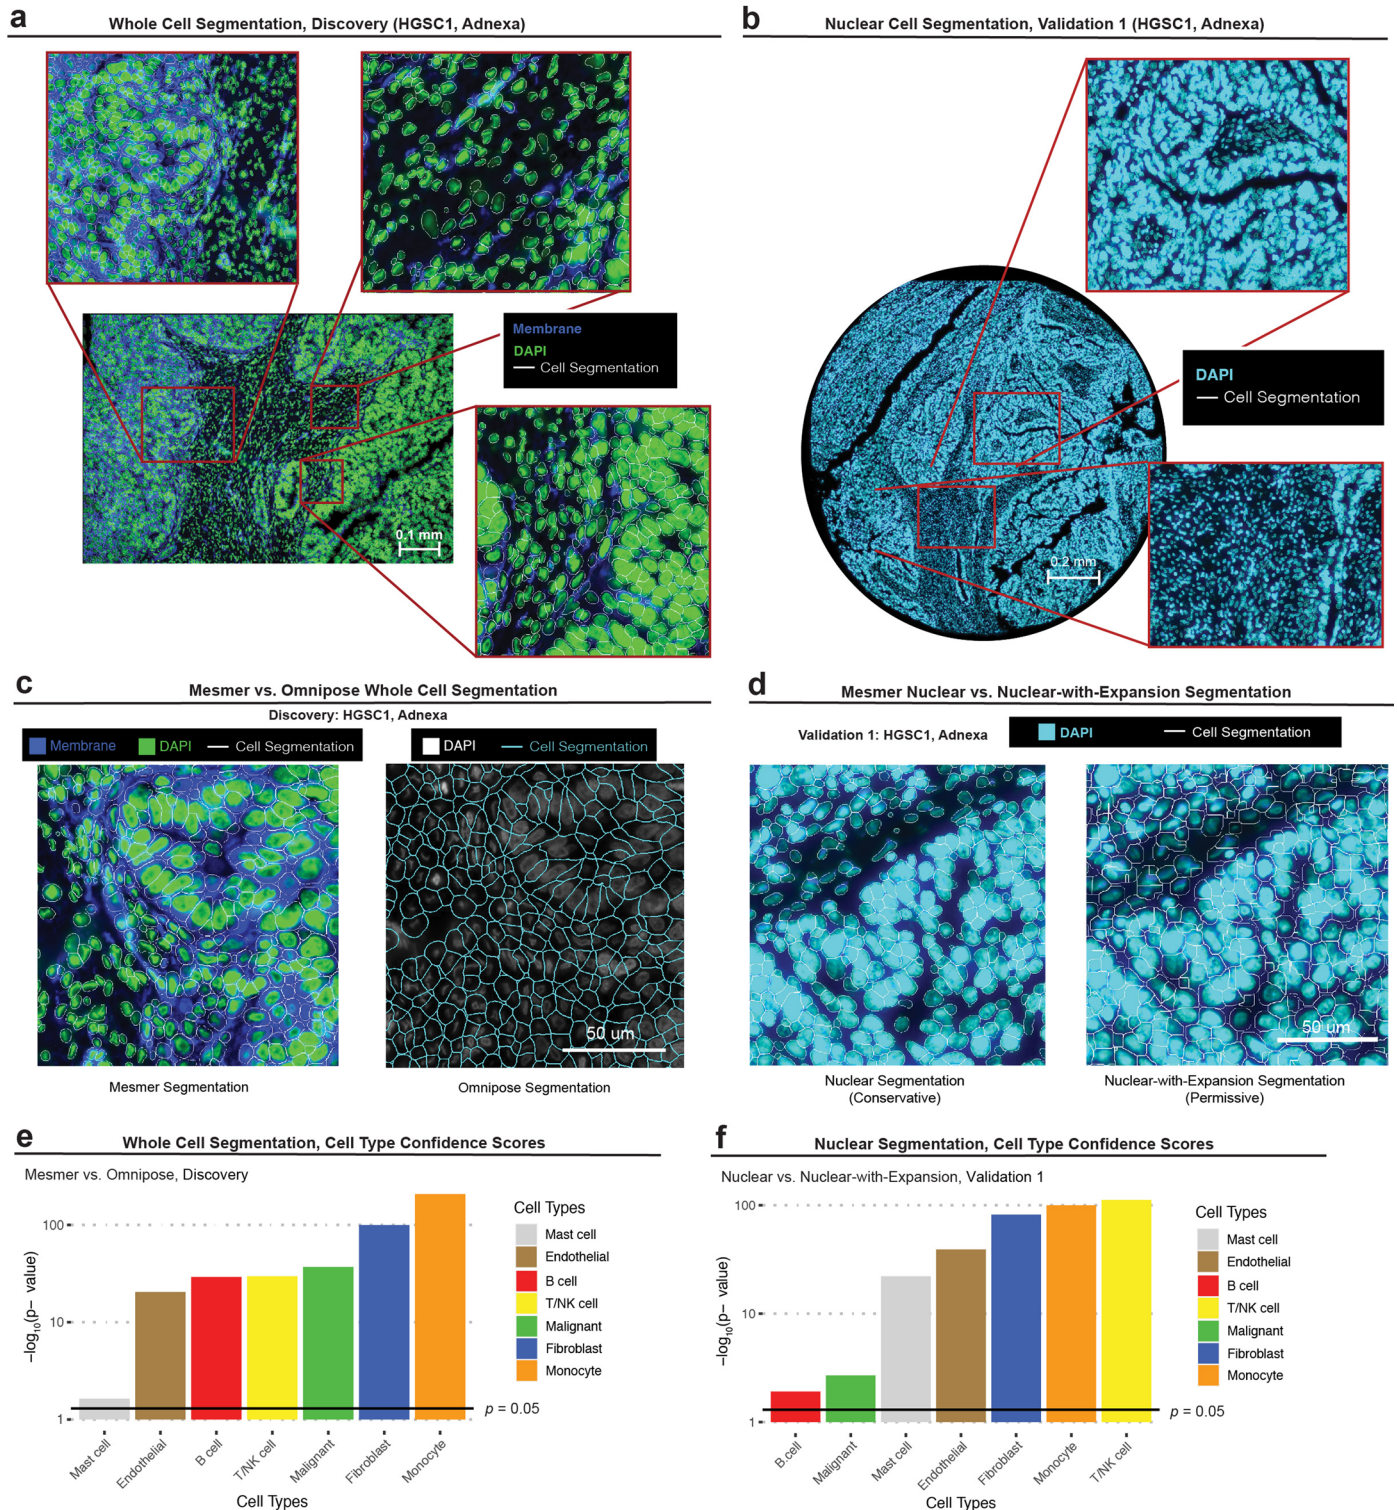 a
Whole Cell Segmentation, Discovery (HGSC1, Adnexa)
Membrane
DAPI
Cell Segmentation
0.1 mm
b
Nuclear Cell Segmentation, Validation 1 (HGSC1, Adnexa)
DAPI
Cell Segmentation
0.2 mm
c
Mesmer vs. Omnipose Whole Cell Segmentation
Discovery: HGSC1, Adnexa
Membrane DAPI Cell Segmentation
DAPI Cell Segmentation
50 um
Mesmer Segmentation
Omnipose Segmentation
d
Mesmer Nuclear vs. Nuclear-with-Expansion Segmentation
Validation 1: HGSC1, Adnexa
DAPI Cell Segmentation
50 um
Nuclear Segmentation
(Conservative)
Nuclear-with-Expansion Segmentation
(Permissive)
e
Whole Cell Segmentation, Cell Type Confidence Scores
Mesmer vs. Omnipose, Discovery
−log10(p− value)
100
10
1
p = 0.05
Mast cell
Endothelial
B cell
T/NK cell
Malignant
Fibroblast
Monocyte
Cell Types
Cell Types
Mast cell
Endothelial
B cell
T/NK cell
Malignant
Fibroblast
Monocyte
f
Nuclear Segmentation, Cell Type Confidence Scores
Nuclear vs. Nuclear-with-Expansion, Validation 1
−log10(p− value)
100
10
1
p = 0.05
B.cell
Malignant
Mast cell
Endothelial
Fibroblast
Monocyte
T/NK cell
Cell Types
Cell Types
Mast cell
Endothelial
B cell
T/NK cell
Malignant
Fibroblast
Monocyte